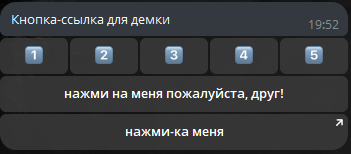 Кнопка-ссылка для демки
19:52
1 2 3 4 5
нажми на меня пожалуйста, друг!
нажми-ка меня